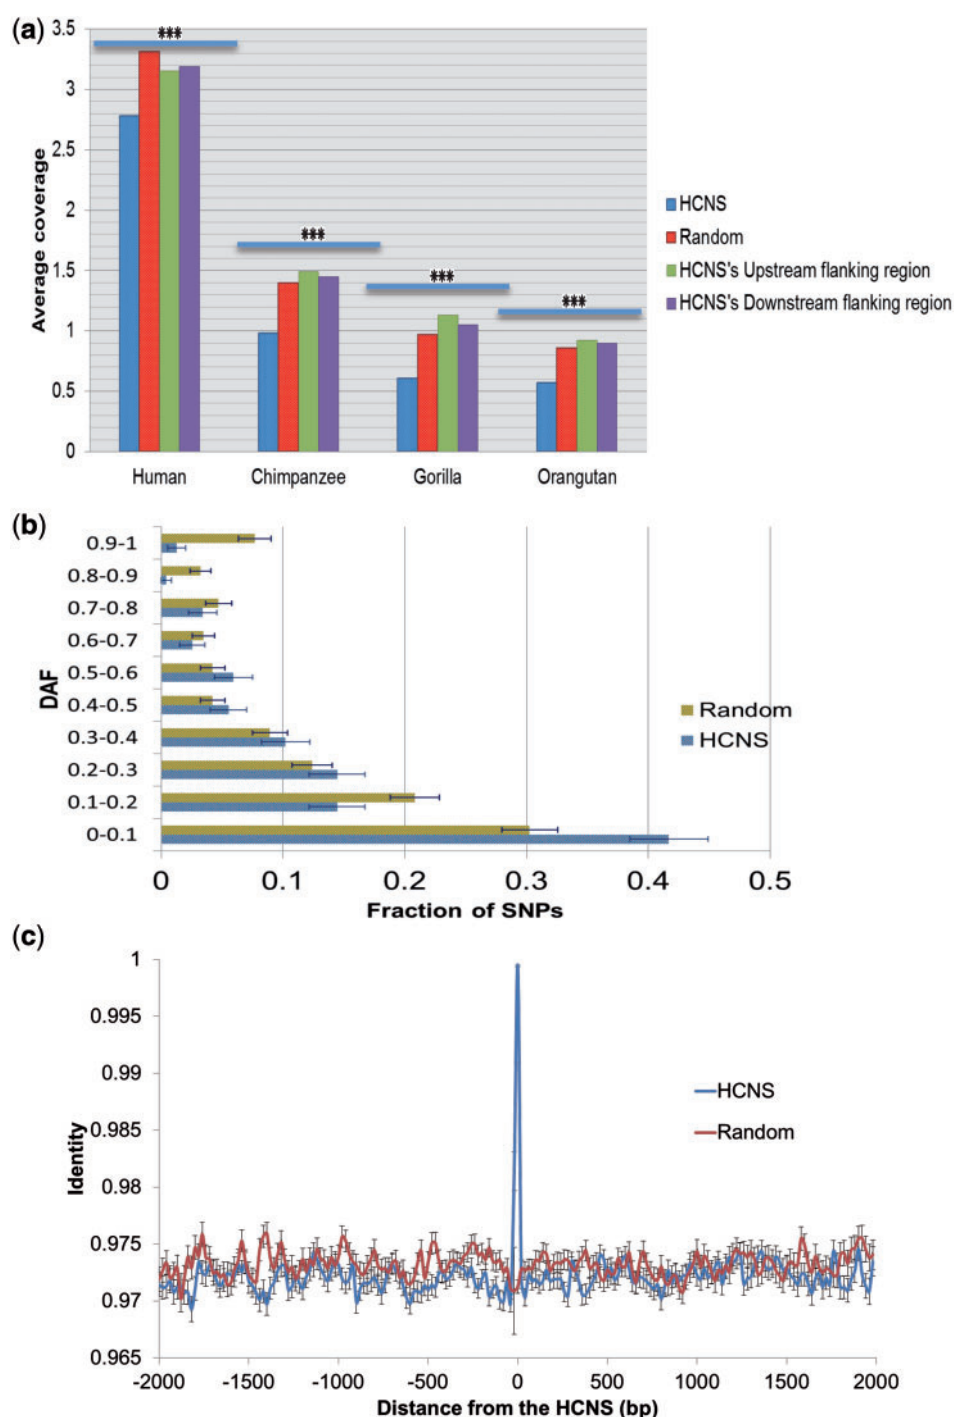 (a)
3.5
3
2.5
2
1.5
1
0.5
0
Average coverage
***
***
***
***
Human
Chimpanzee
Gorilla
Orangutan
HCNS
Random
HCNS's Upstream flanking region
HCNS's Downstream flanking region
(b)
DAF
0.9-1
0.8-0.9
0.7-0.8
0.6-0.7
0.5-0.6
0.4-0.5
0.3-0.4
0.2-0.3
0.1-0.2
0-0.1
0
0.1
0.2
0.3
0.4
0.5
Fraction of SNPs
Random
HCNS
(c)
1
0.995
0.99
0.985
0.98
0.975
0.97
0.965
Identity
HCNS
Random
-2000
-1500
-1000
-500
0
500
1000
1500
2000
Distance from the HCNS (bp)